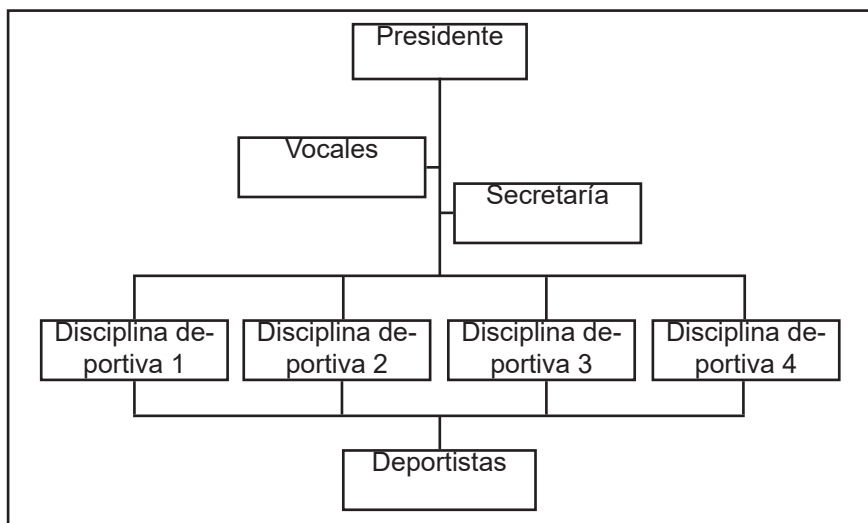 Presidente
Vocales
Secretaría
Disciplina de-
portiva 1
Disciplina de-
portiva 2
Disciplina de-
portiva 3
Disciplina de-
portiva 4
Deportistas